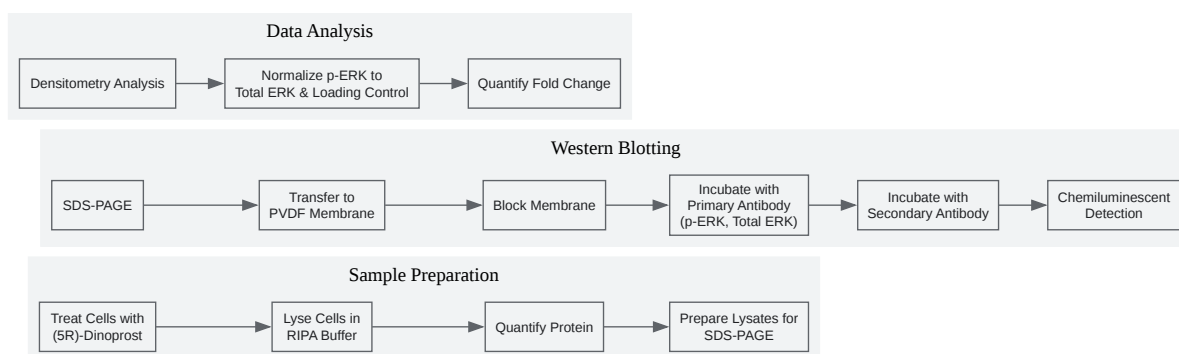 Data Analysis
Densitometry Analysis
Normalize p-ERK to
Total ERK & Loading Control
Quantify Fold Change
Western Blotting
SDS-PAGE
Transfer to
PVDF Membrane
Block Membrane
Incubate with
Primary Antibody
(p-ERK, Total ERK)
Incubate with
Secondary Antibody
Chemiluminescent
Detection
Sample Preparation
Treat Cells with
(5R)-Dinoprost
Lyse Cells in
RIPA Buffer
Quantify Protein
Prepare Lysates for
SDS-PAGE